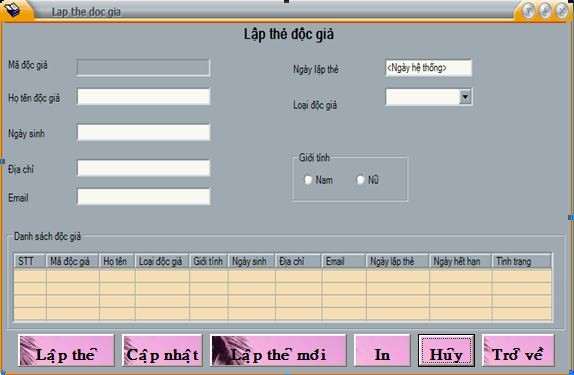 Lap the doc gia
Lập thẻ độc giả
Mã độc giả
Ngày lập thẻ <Ngày hệ thống>
Họ tên độc giả
Loại độc giả
Ngày sinh
Địa chỉ
Giới tính
Nam Nữ
Email
Danh sách độc giả
STT Mã độc giả Họ tên Loại độc giả Giới tính Ngày sinh Địa chỉ Email Ngày lập thẻ Ngày hết hạn Tình trạng
Lập thẻ Cập nhật Lập thẻ mới In Hủy Trở về